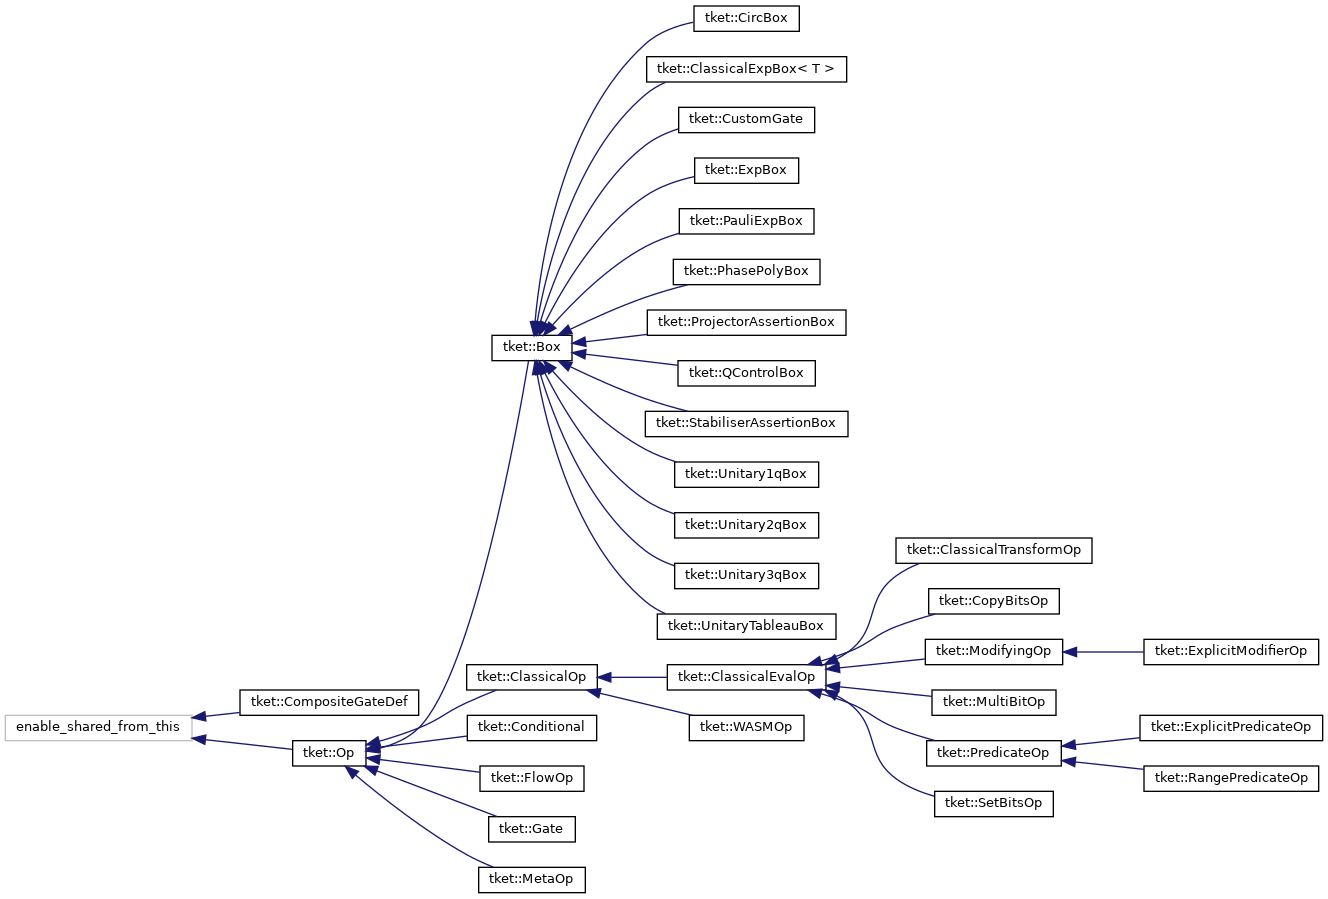 tket::CircBox
tket::ClassicalExpBox< T >
tket::CustomGate
tket::ExpBox
tket::PauliExpBox
tket::PhasePolyBox
tket::ProjectorAssertionBox
tket::Box
tket::QControlBox
tket::StabiliserAssertionBox
tket::Unitary1qBox
tket::Unitary2qBox
tket::Unitary3qBox
tket::UnitaryTableauBox
tket::ClassicalTransformOp
tket::CopyBitsOp
tket::ModifyingOp
tket::ExplicitModifierOp
tket::ClassicalOp
tket::ClassicalEvalOp
tket::MultiBitOp
tket::CompositeGateDef
enable_shared_from_this
tket::Conditional
tket::WASMOp
tket::ExplicitPredicateOp
tket::Op
tket::PredicateOp
tket::FlowOp
tket::RangePredicateOp
tket::SetBitsOp
tket::Gate
tket::MetaOp